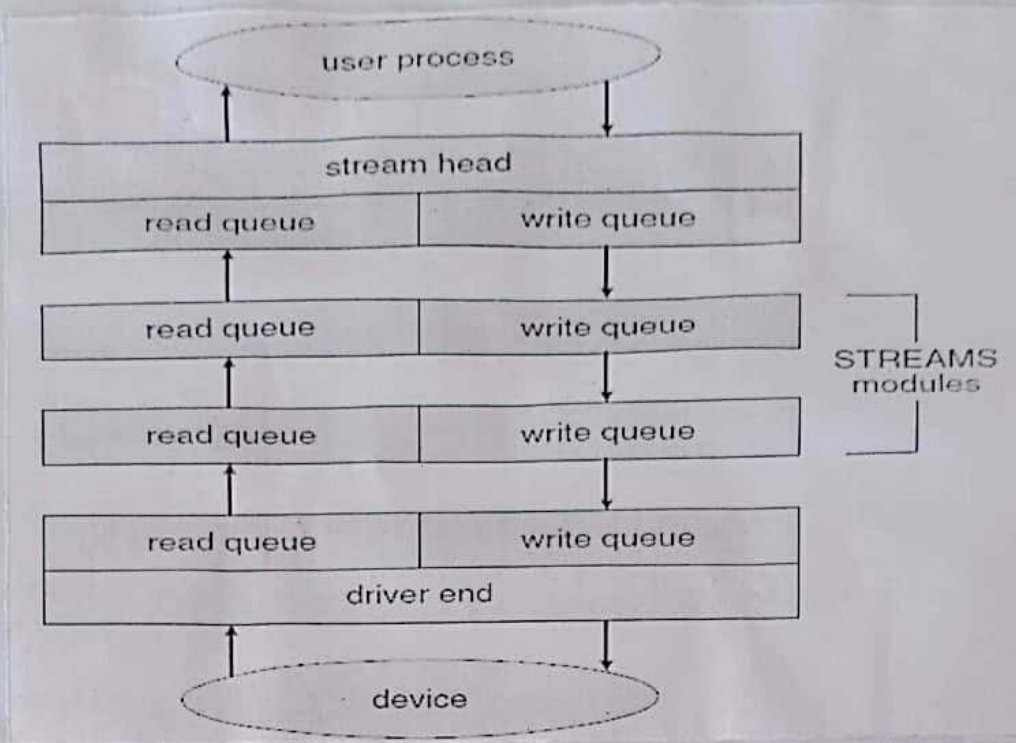 user process
stream head
read queue write queue
read queue write queue
STREAMS
modules
read queue write queue
read queue write queue
driver end
device